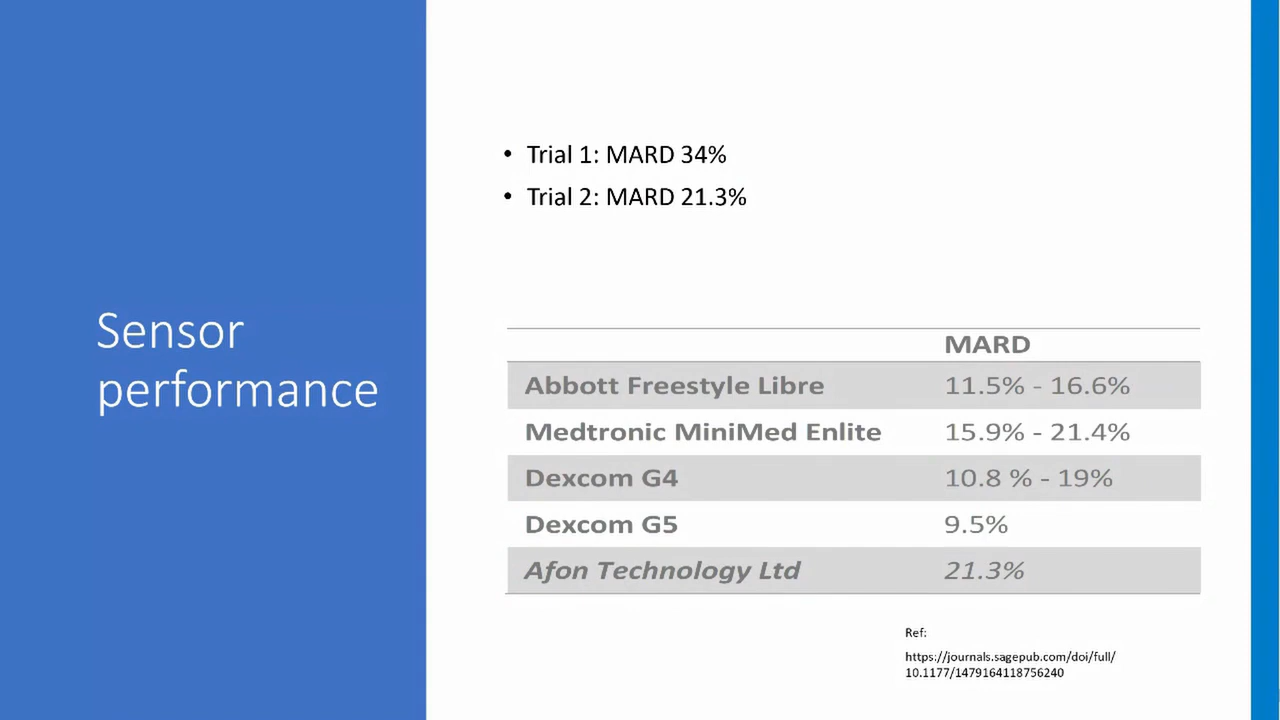 Sensor
performance
• Trial 1: MARD 34%
• Trial 2: MARD 21.3%
MARD
Abbott Freestyle Libre 11.5% - 16.6%
Medtronic MiniMed Enlite 15.9% - 21.4%
Dexcom G4 10.8 % - 19%
Dexcom G5 9.5%
Afon Technology Ltd 21.3%
Ref:
https://journals.sagepub.com/doi/full/
10.1177/1479164118756240